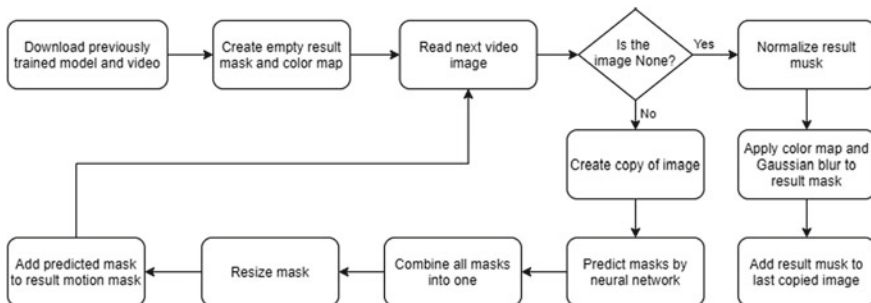 Download previously
trained model and video
Create empty result
mask and color map
Read next video
image
Is the
image None?
Yes
Normalize result
musk
No
Create copy of image
Apply color map and
Gaussian blur to
result mask
Add predicted mask
to result motion mask
Resize mask
Combine all masks
into one
Predict masks by
neural network
Add result musk to
last copied image